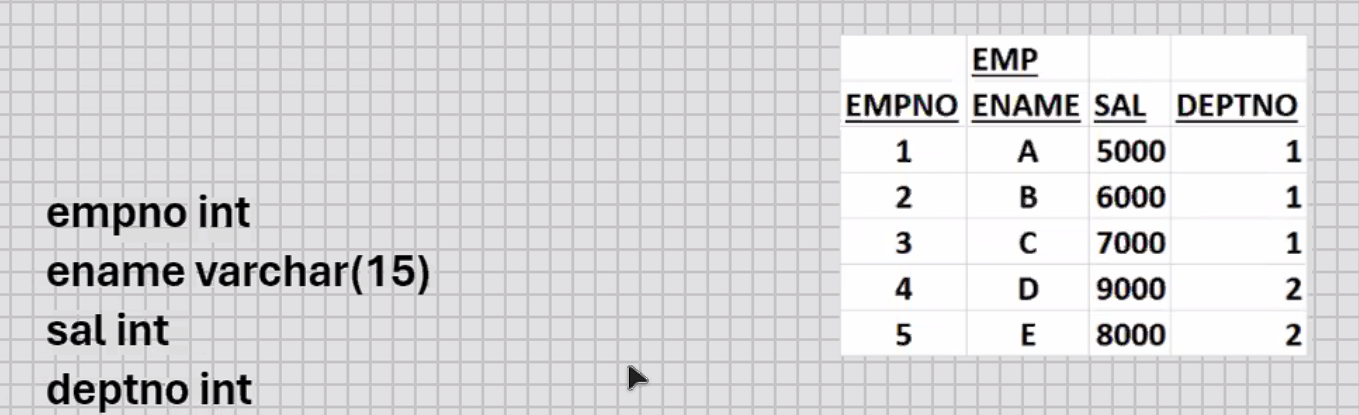 empno int
ename varchar(15)
sal int
deptno int
EMP
EMPNO ENAME SAL DEPTNO
1 A 5000 1
2 B 6000 1
3 C 7000 1
4 D 9000 2
5 E 8000 2